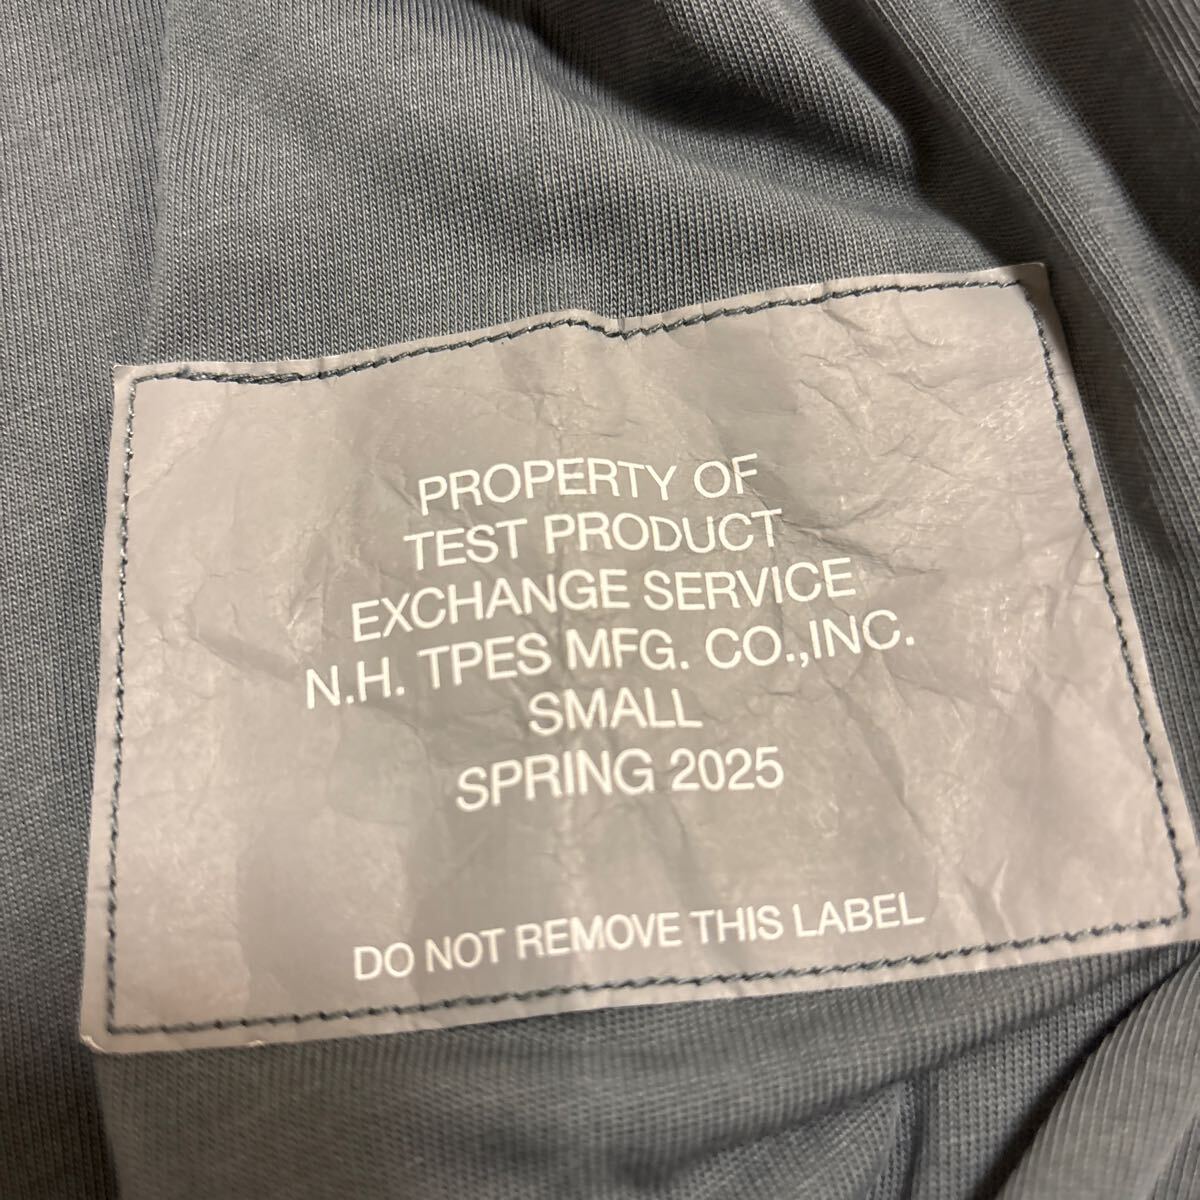 PROPERTY OF
TEST PRODUCT
EXCHANGE SERVICE
N.H. TPES MFG. CO.,INC.
SMALL
SPRING 2025
DO NOT REMOVE THIS LABEL